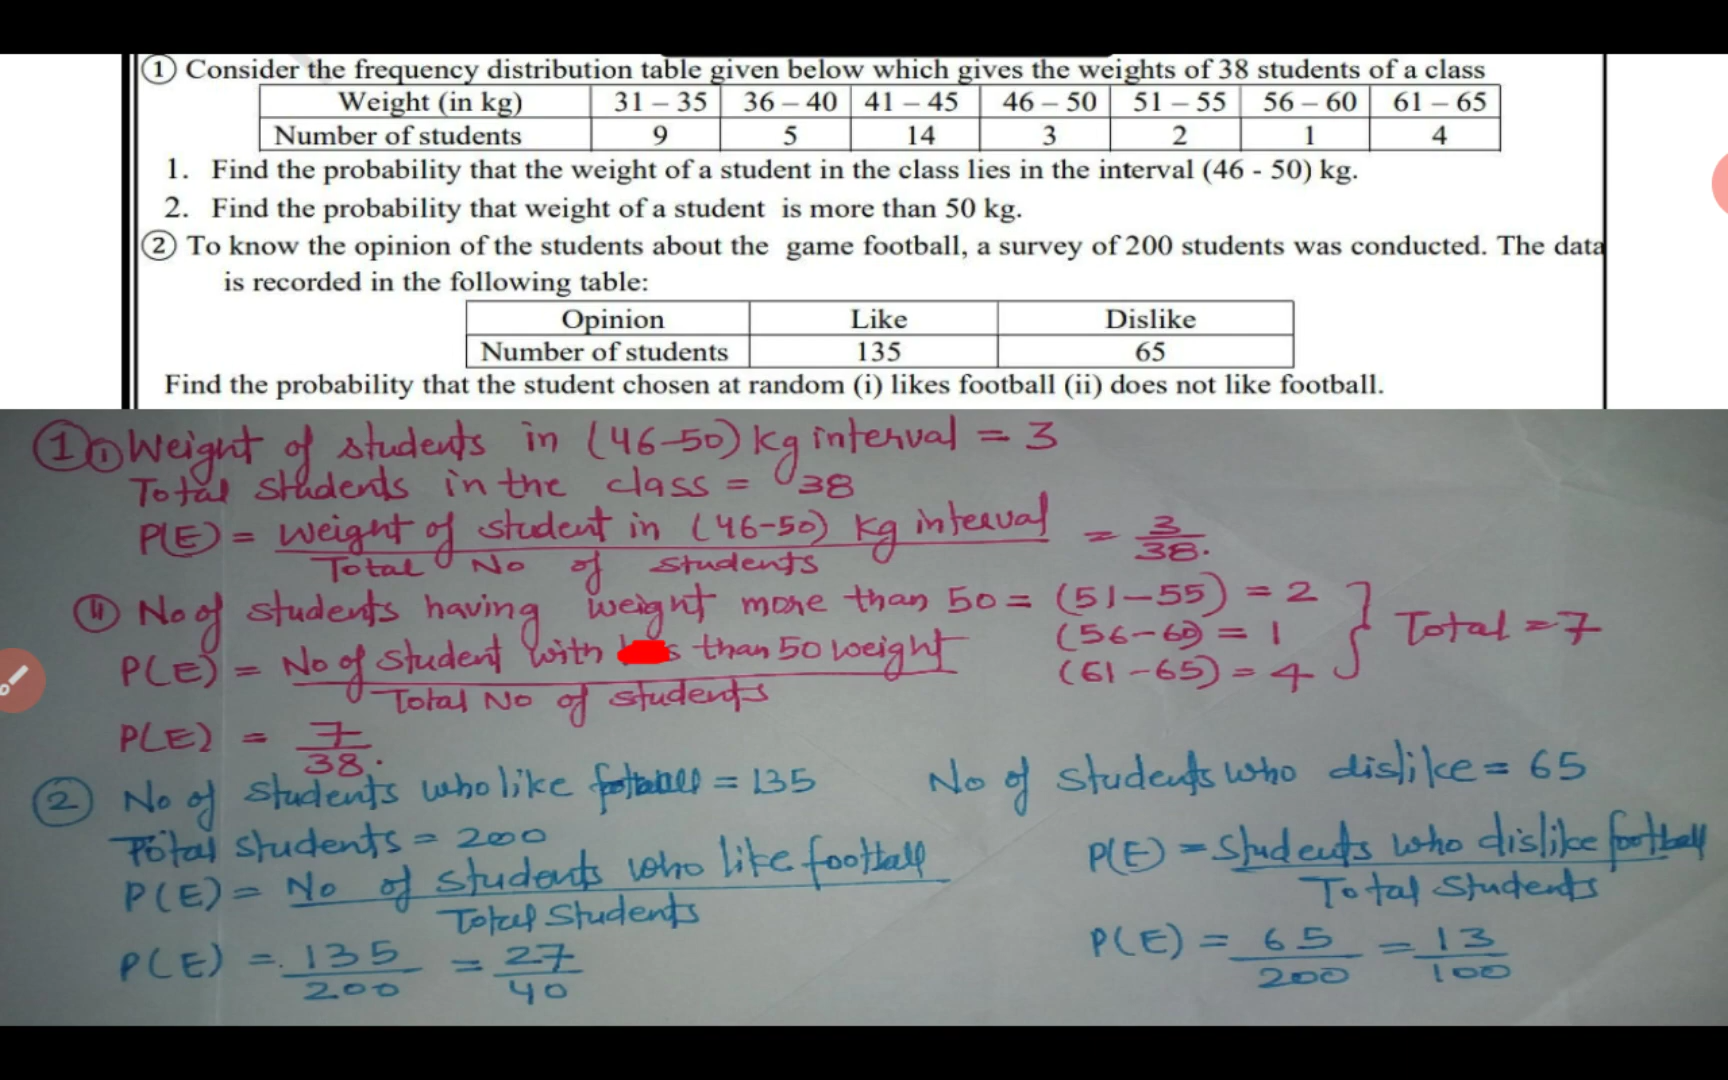 ① Consider the frequency distribution table given below which gives the weights of 38 students of a class
Weight (in kg) 31 – 35 36 – 40 41 – 45 46 – 50 51 – 55 56 – 60 61 – 65
Number of students 9 5 14 3 2 1 4
1. Find the probability that the weight of a student in the class lies in the interval (46 - 50) kg.
2. Find the probability that weight of a student is more than 50 kg.
② To know the opinion of the students about the game football, a survey of 200 students was conducted. The data
is recorded in the following table:
Opinion Like Dislike
Number of students 135 65
Find the probability that the student chosen at random (i) likes football (ii) does not like football.
① ① Weight of students in (46-50) kg interval = 3
Total students in the class = 38
P(E) = Weight of student in (46-50) kg interval = 3
Total No of students 38.
② No of students having weight more than 50 = (51-55) = 2
(56-60) = 1 Total = 7
P(E) = No of student with s than 50 weight
(61-65) = 4
Total No of students
P(E) = 7
38.
② No of students who like football = 135 No of students who dislike = 65
Total students = 200
P(E) = No of students who like football P(E) = Students who dislike football
Total Students Total Students
P(E) = 135 = 27 P(E) = 65 = 13
200 40 200 100